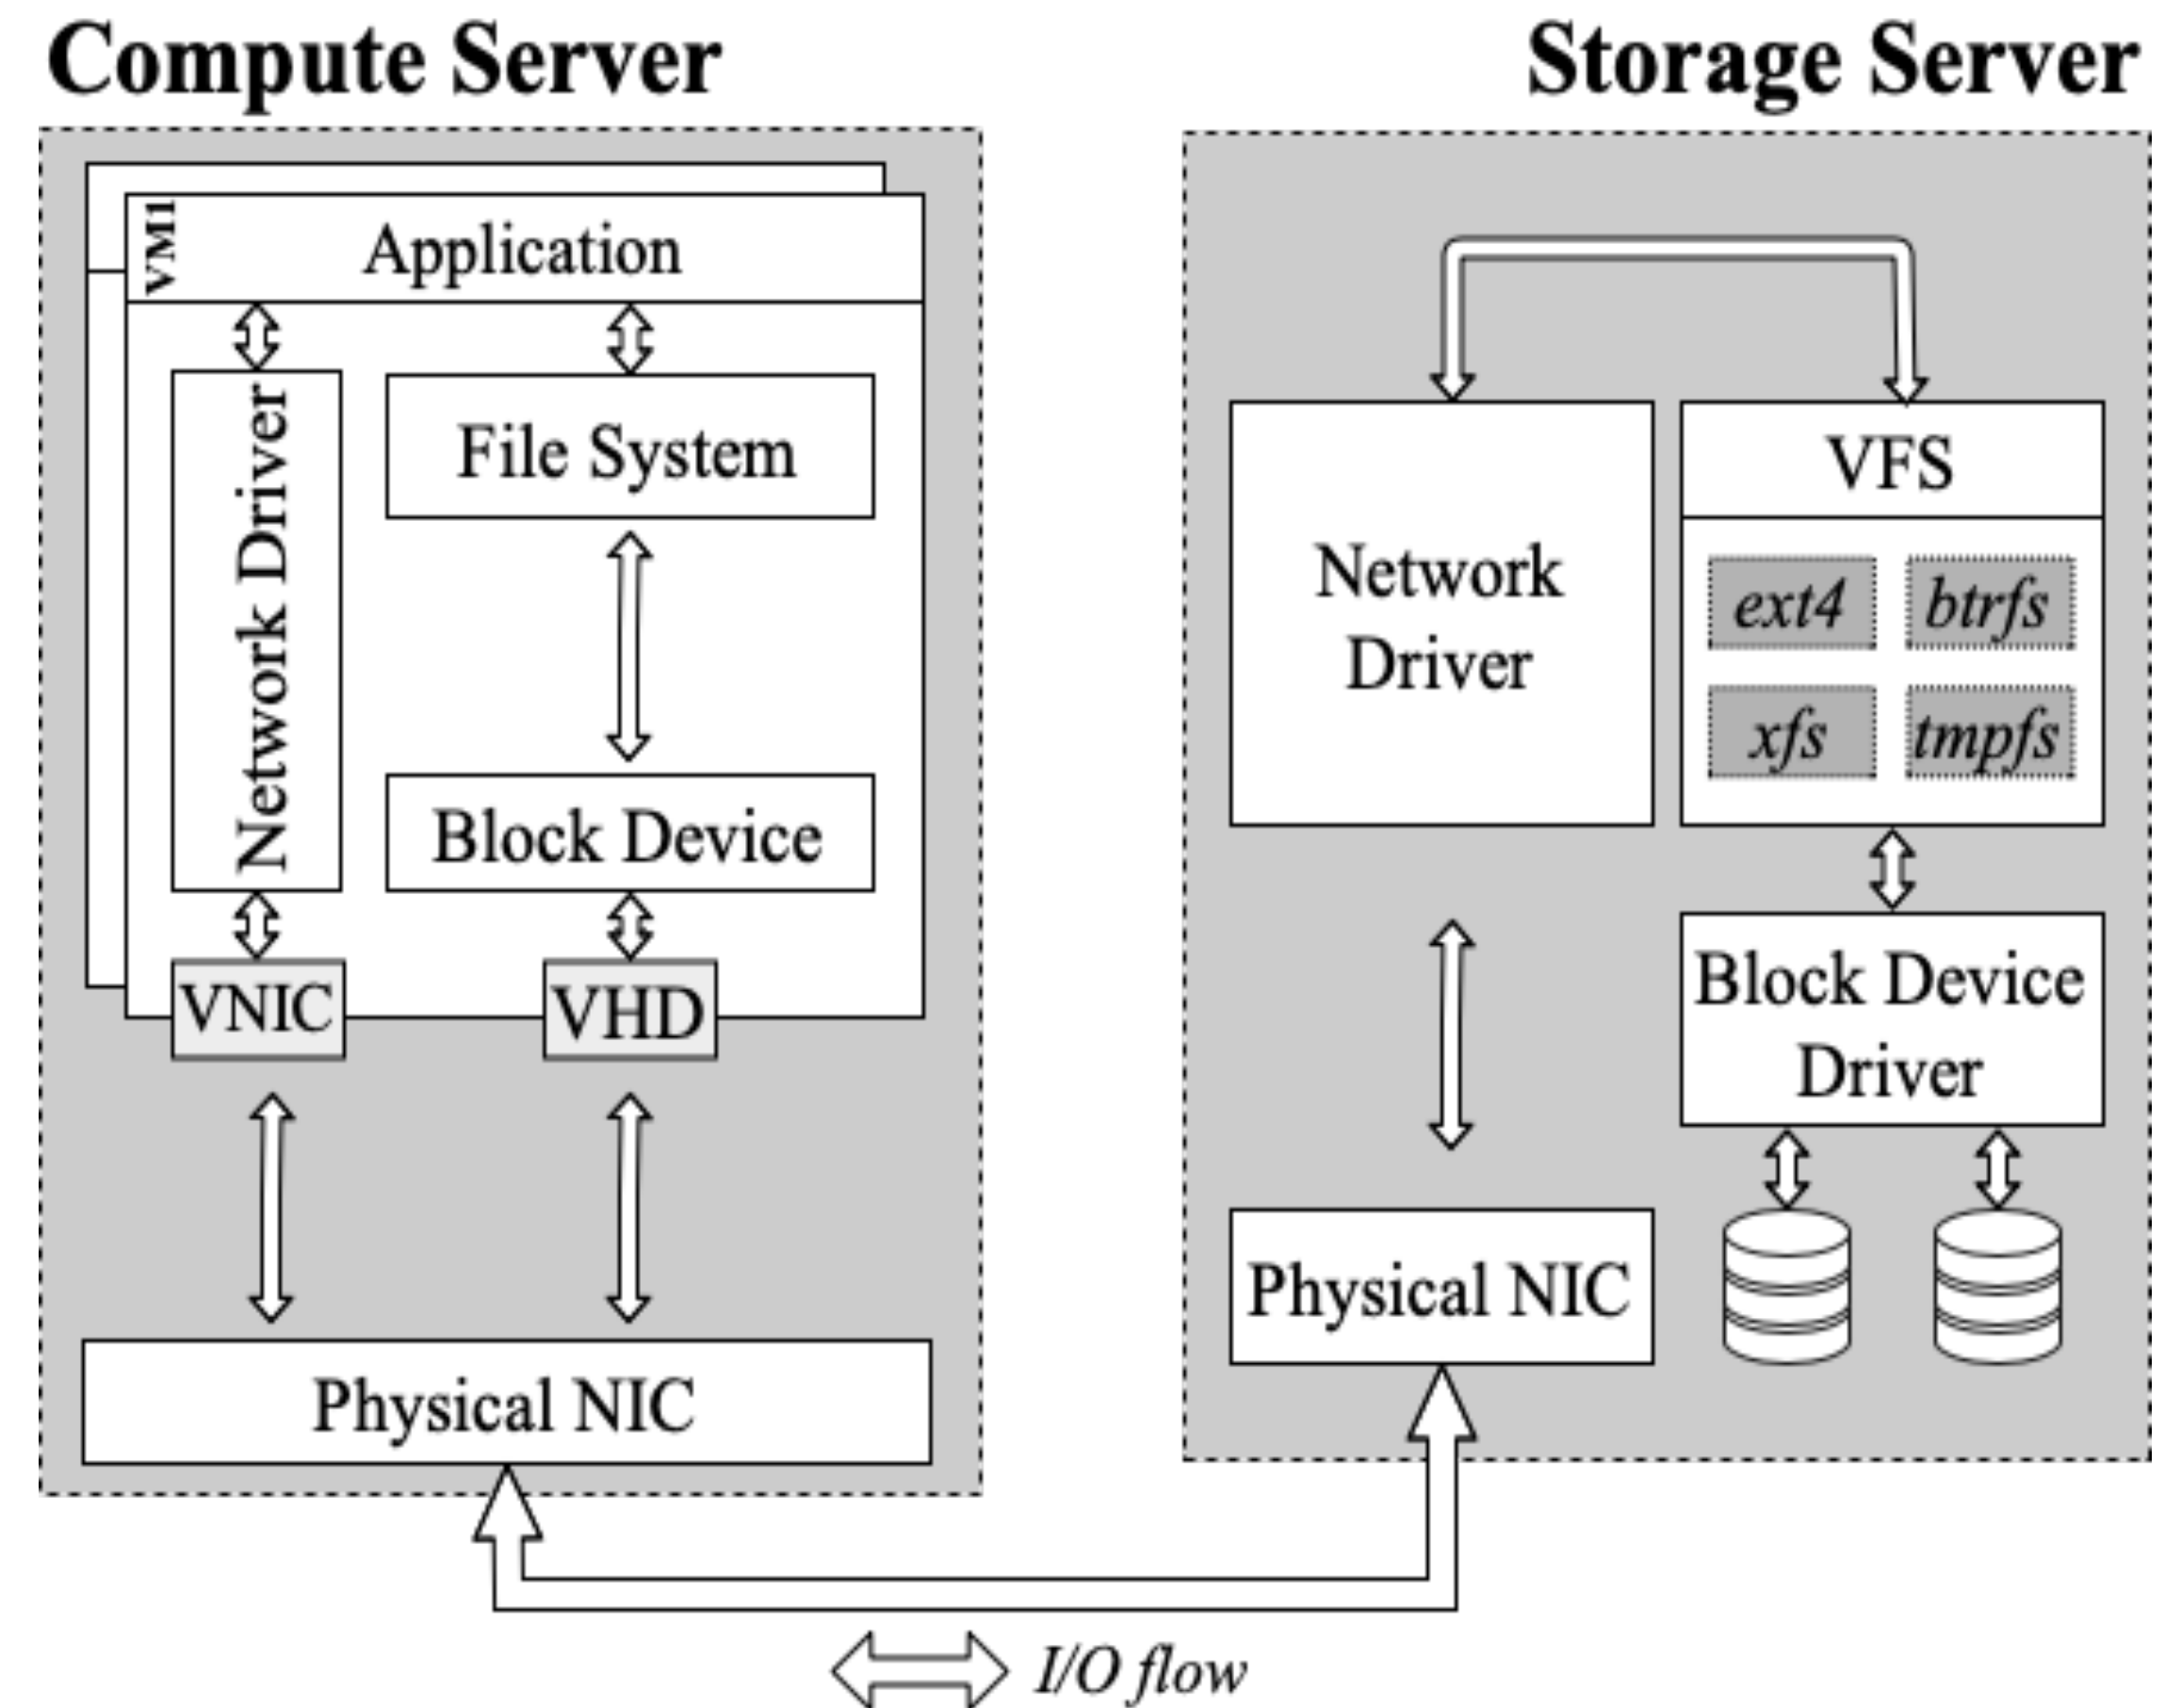 Compute Server
Storage Server
VM1
Application
Network Driver
File System
Block Device
VNIC
VHD
Physical NIC
Network
Driver
VFS
ext4
btrfs
xfs
tmpfs
Block Device
Driver
Physical NIC
I/O flow